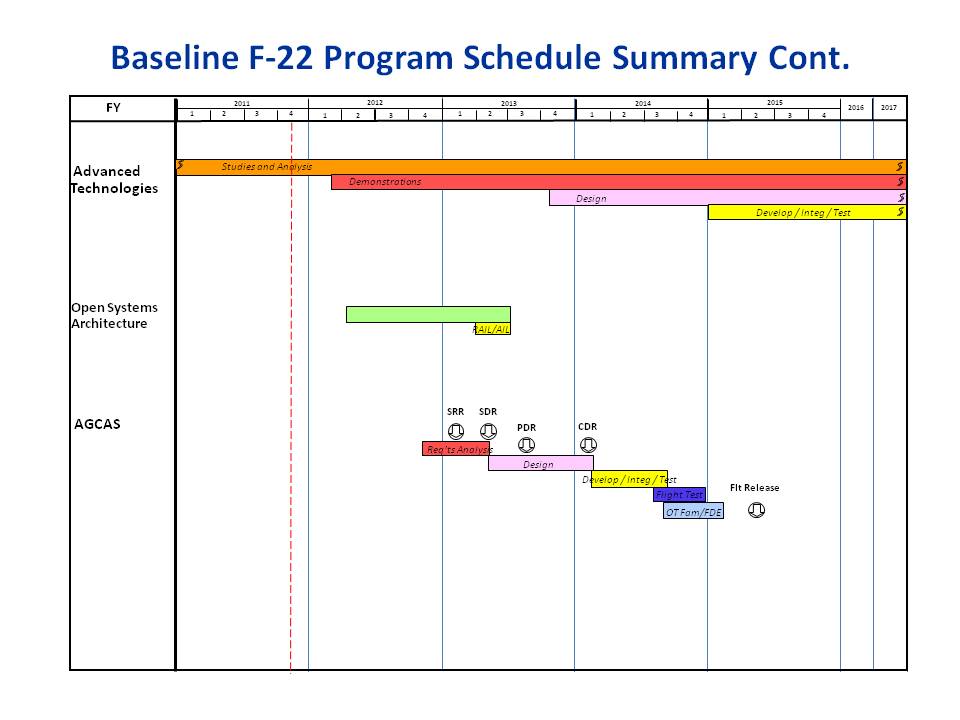 Baseline F-22 Program Schedule Summary Cont.
FY
2011 2012 2013 2014 2015 2016 2017
1 2 3 4 1 2 3 4 1 2 3 4 1 2 3 4 1 2 3 4
Advanced
Technologies
Studies and Analysis
Demonstrations
Design
Develop / Integ / Test
Open Systems
Architecture
RAIL/AIL
AGCAS
SRR SDR
PDR CDR
Req'ts Analysis
Design
Develop / Integ / Test
Flight Test
Flt Release
OT Fam/FDE